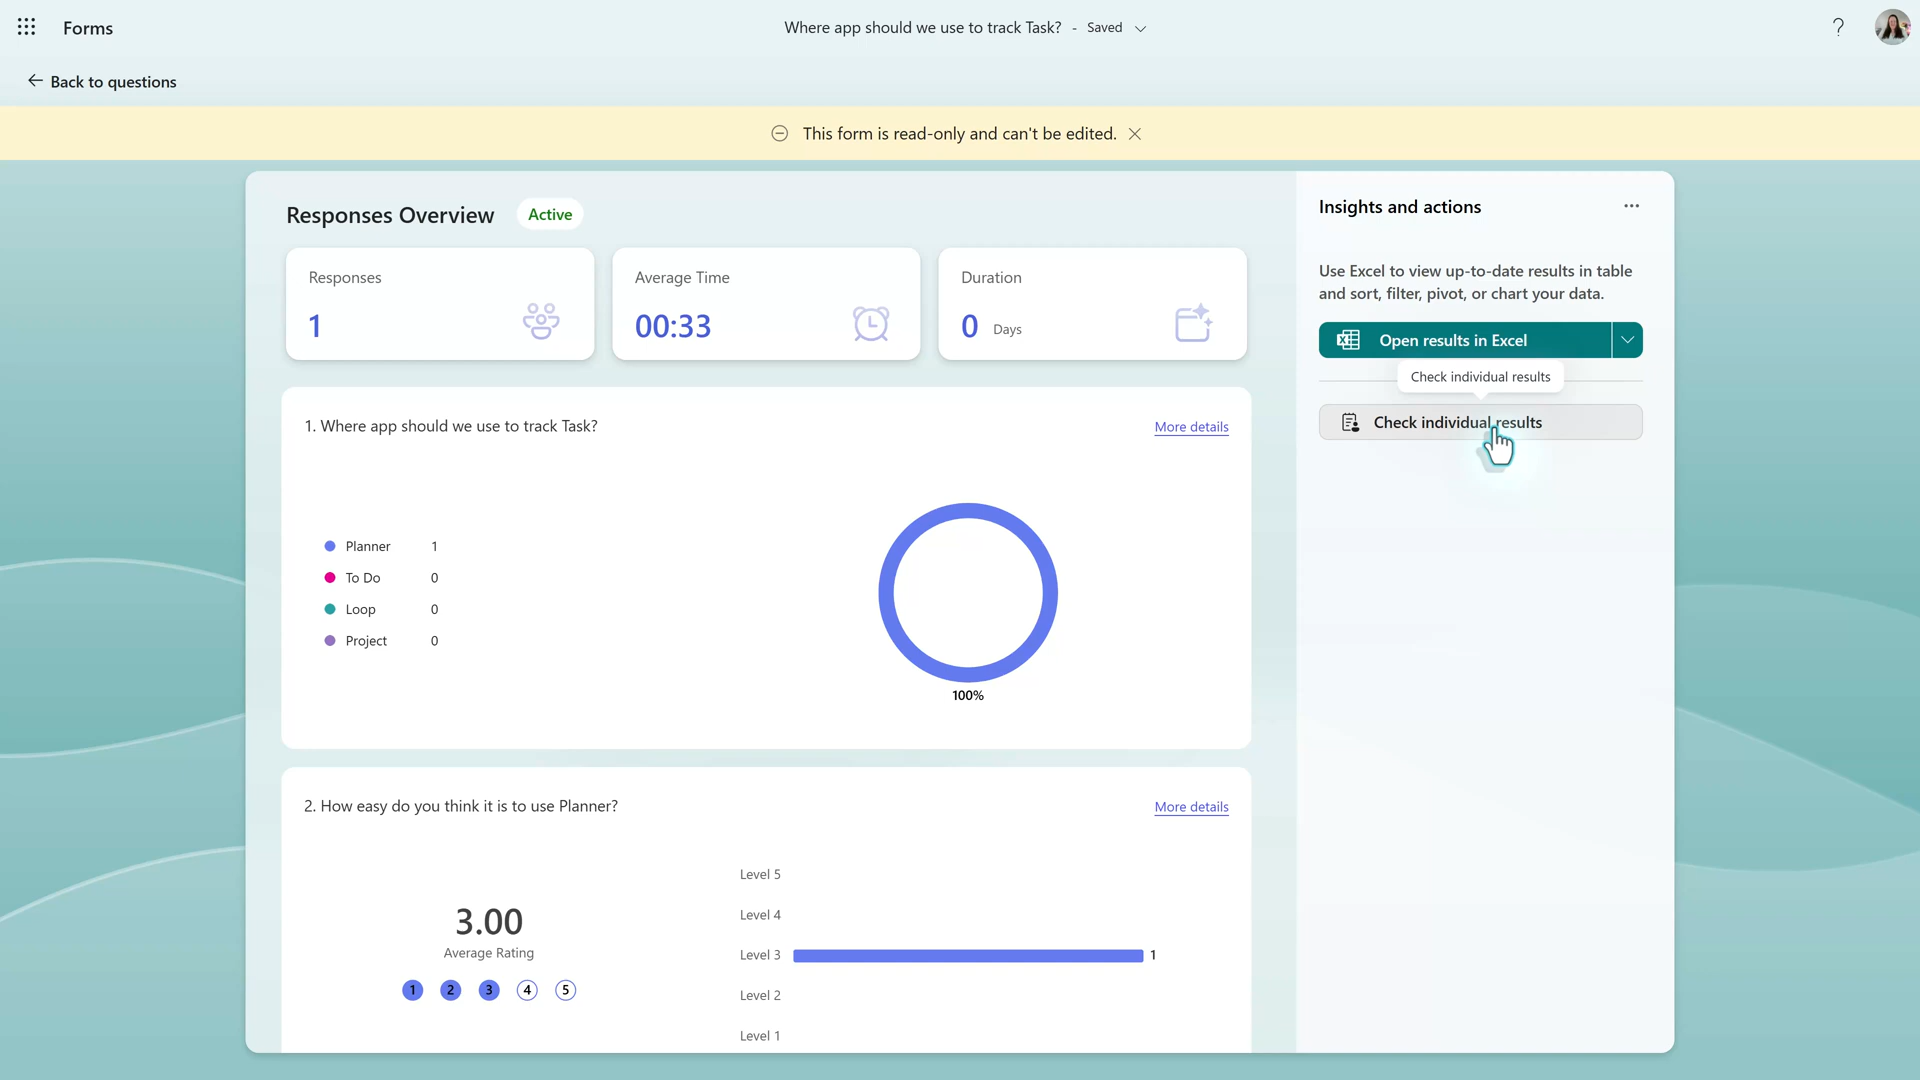 Forms
Where app should we use to track Task? - Saved
?
Back to questions
This form is read-only and can't be edited.
Responses Overview
Active
Responses
1
Average Time
00:33
Duration
0 Days
1. Where app should we use to track Task?
More details
Planner 1
To Do 0
Loop 0
Project 0
100%
2. How easy do you think it is to use Planner?
More details
3.00
Average Rating
1 2 3 4 5
Level 5
Level 4
Level 3 1
Level 2
Level 1
Insights and actions
Use Excel to view up-to-date results in table
and sort, filter, pivot, or chart your data.
Open results in Excel
Check individual results
Check individual results